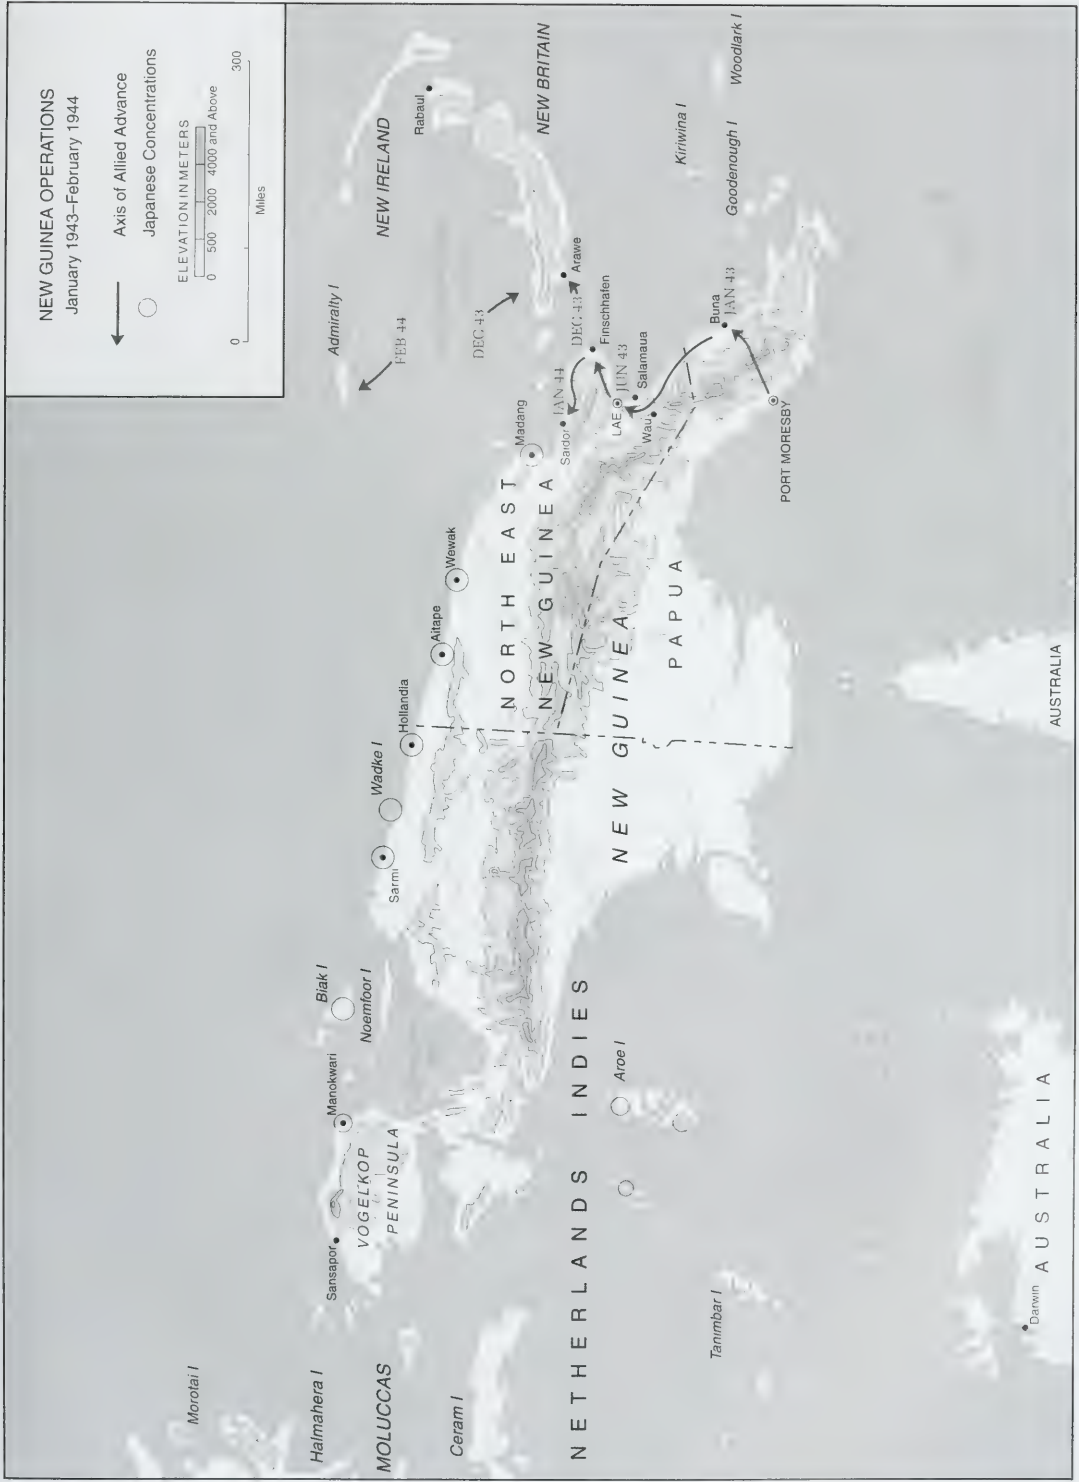 NEW GUINEA OPERATIONS
January 1943–February 1944
Axis of Allied Advance
Japanese Concentrations
ELEVATION IN METERS
0 500 2000 4000 and Above
0 300
Miles
Morotai I
Halmahera I
MOLUCCAS
Ceram I
Sansapor
VOGELKOP
PENINSULA
Manokwari
Biak I
Noemfoor I
Sarmi
Wadke I
Hollandia
Aitape
Wewak
Madang
Admiralty I
FEB 44
NEW IRELAND
Rabaul
NEW BRITAIN
DEC 43
Arawe
DEC 43
Finschhafen
JAN 44
Saidor
LAE
JUN 43
Salamaua
Wau
Buna
JAN 43
PORT MORESBY
Kiriwina I
Goodenough I
Woodlark I
NORTH EAST
NEW GUINEA
NEW GUINEA
PAPUA
NETHERLANDS INDIES
Aroe I
Tanimbar I
Darwin
AUSTRALIA
AUSTRALIA